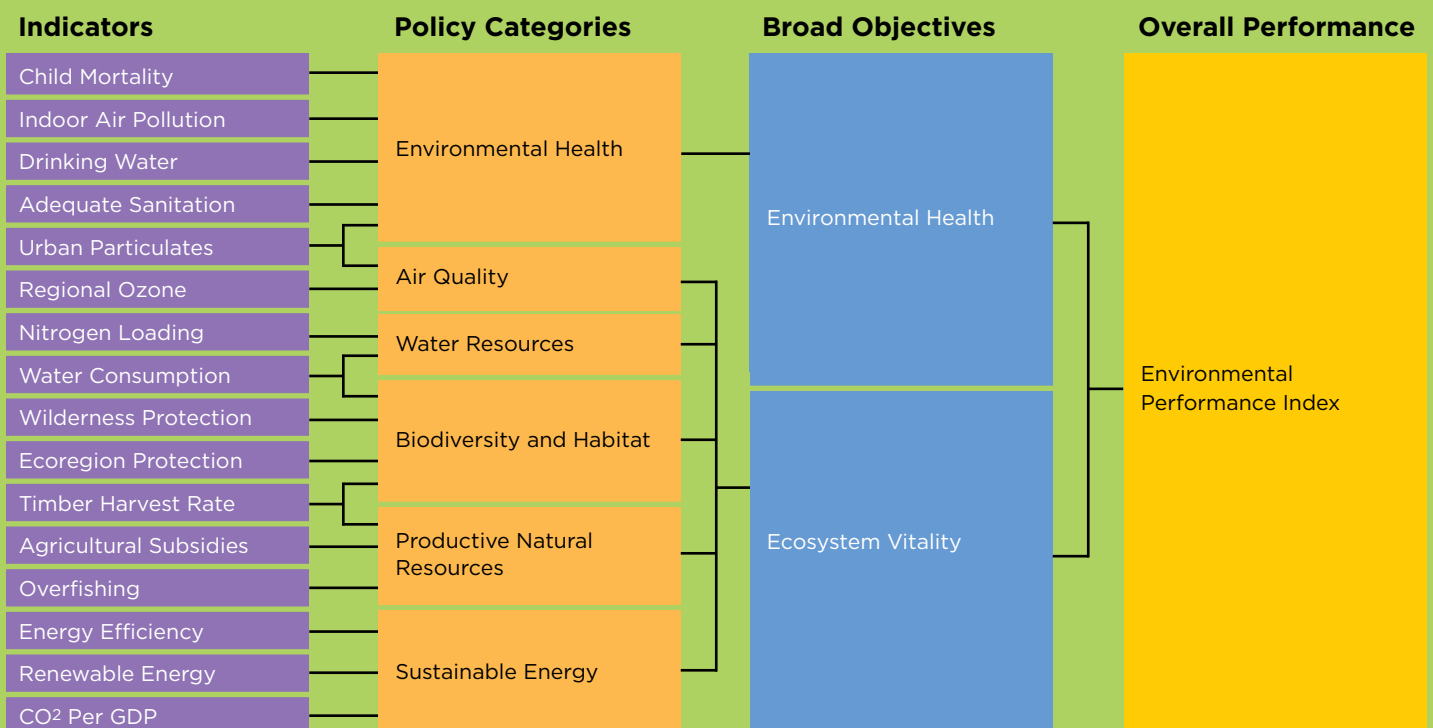 Indicators
Policy Categories
Broad Objectives
Overall Performance
Child Mortality
Indoor Air Pollution
Drinking Water
Adequate Sanitation
Urban Particulates
Regional Ozone
Nitrogen Loading
Water Consumption
Wilderness Protection
Ecoregion Protection
Timber Harvest Rate
Agricultural Subsidies
Overfishing
Energy Efficiency
Renewable Energy
CO² Per GDP
Environmental Health
Air Quality
Water Resources
Biodiversity and Habitat
Productive Natural
Resources
Sustainable Energy
Environmental Health
Ecosystem Vitality
Environmental
Performance Index